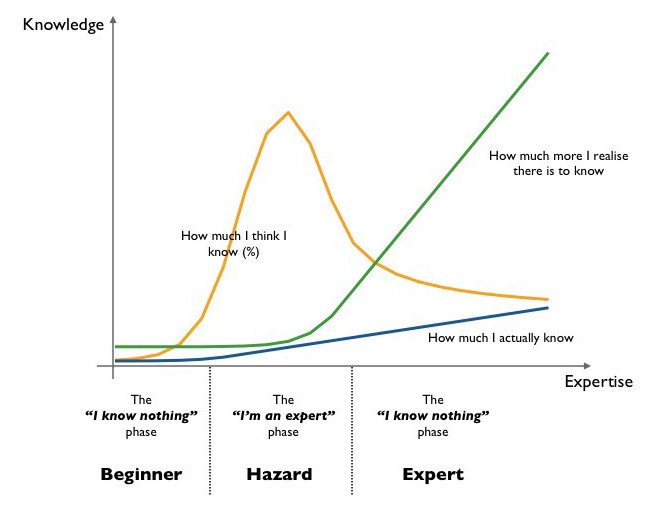 Knowledge
How much more I realise
there is to know
How much I think I
know (%)
How much I actually know
Expertise
The
“I know nothing”
phase
The
“I’m an expert”
phase
The
“I know nothing”
phase
Beginner
Hazard
Expert